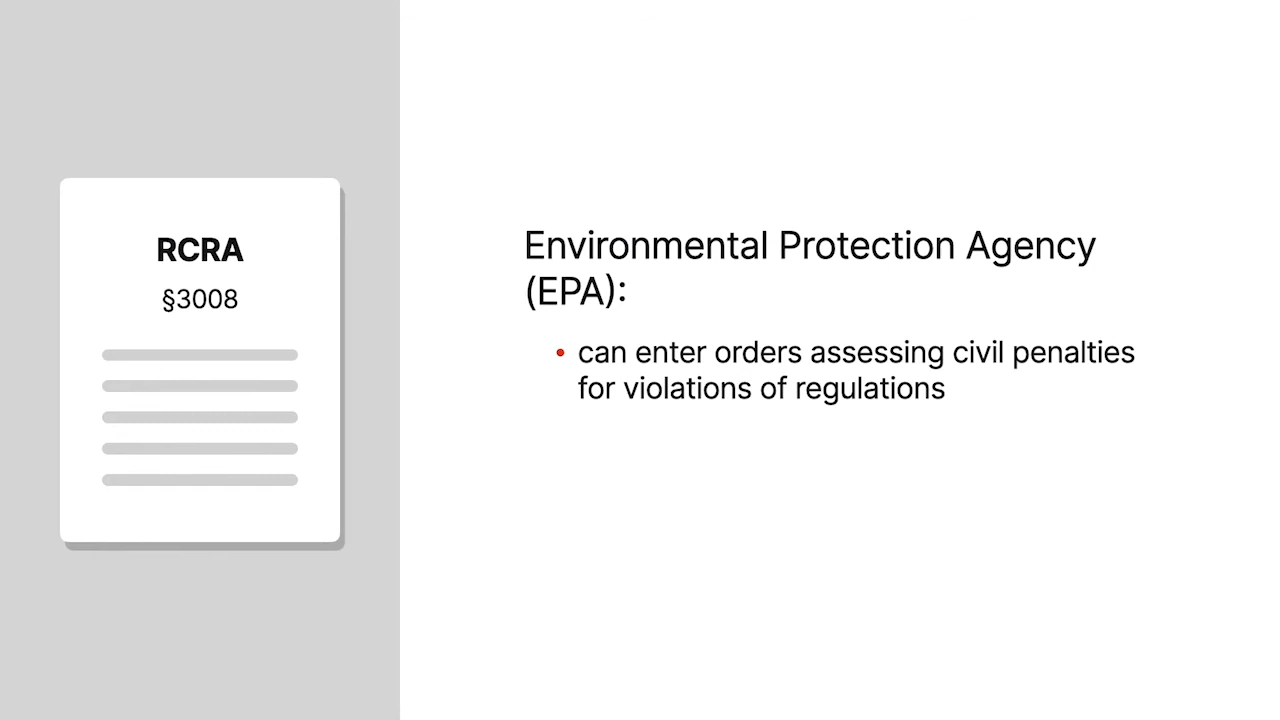 RCRA
§3008
Environmental Protection Agency
(EPA):
• can enter orders assessing civil penalties
for violations of regulations